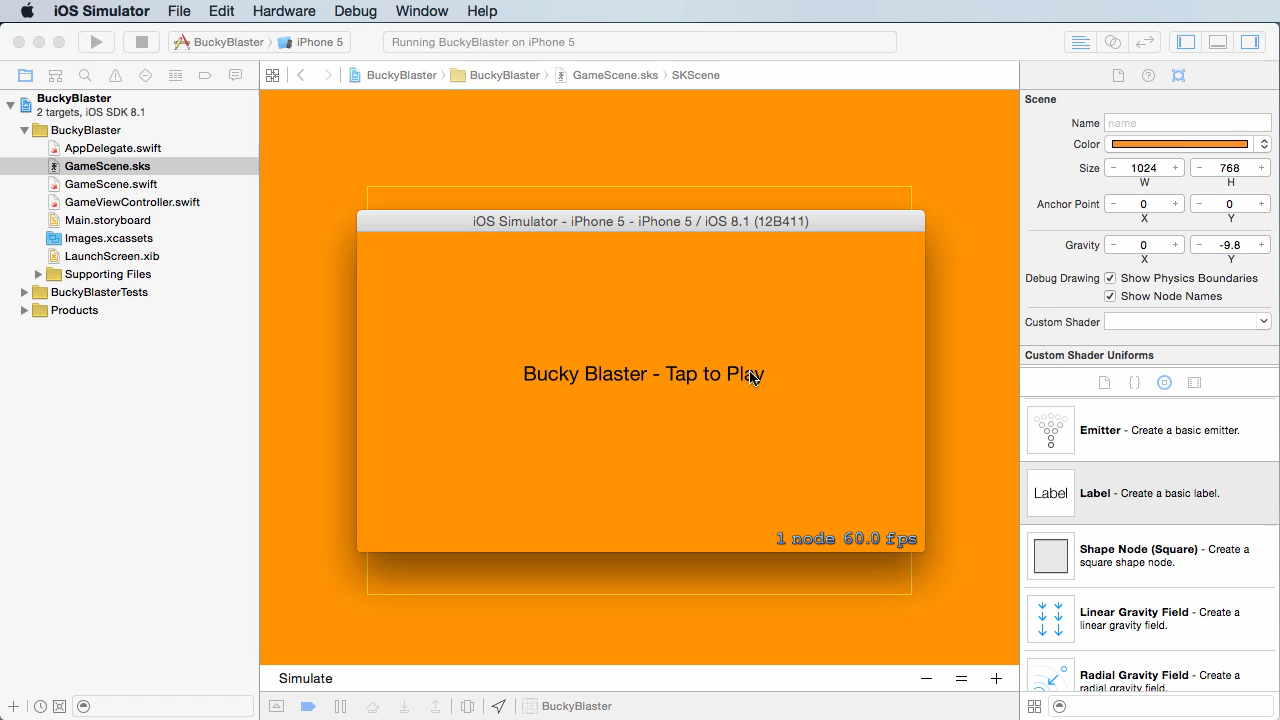 iOS Simulator File Edit Hardware Debug Window Help
BuckyBlaster iPhone 5 Running BuckyBlaster on iPhone 5
BuckyBlaster BuckyBlaster GameScene.sks SKScene
BuckyBlaster
2 targets, iOS SDK 8.1
BuckyBlaster
AppDelegate.swift
GameScene.sks
GameScene.swift
GameViewController.swift
Main.storyboard
Images.xcassets
LaunchScreen.xib
Supporting Files
BuckyBlasterTests
Products
iOS Simulator - iPhone 5 - iPhone 5 / iOS 8.1 (12B411)
Bucky Blaster - Tap to Play
1 node 60.0 fps
Simulate
BuckyBlaster
Scene
Name name
Color
Size 1024 768
W H
Anchor Point 0 0
X Y
Gravity 0 -9.8
X Y
Debug Drawing Show Physics Boundaries
Show Node Names
Custom Shader
Custom Shader Uniforms
Emitter - Create a basic emitter.
Label
Label - Create a basic label.
Shape Node (Square) - Create a
square shape node.
Linear Gravity Field - Create a
linear gravity field.
Radial Gravity Field - Create a
radial gravity field.